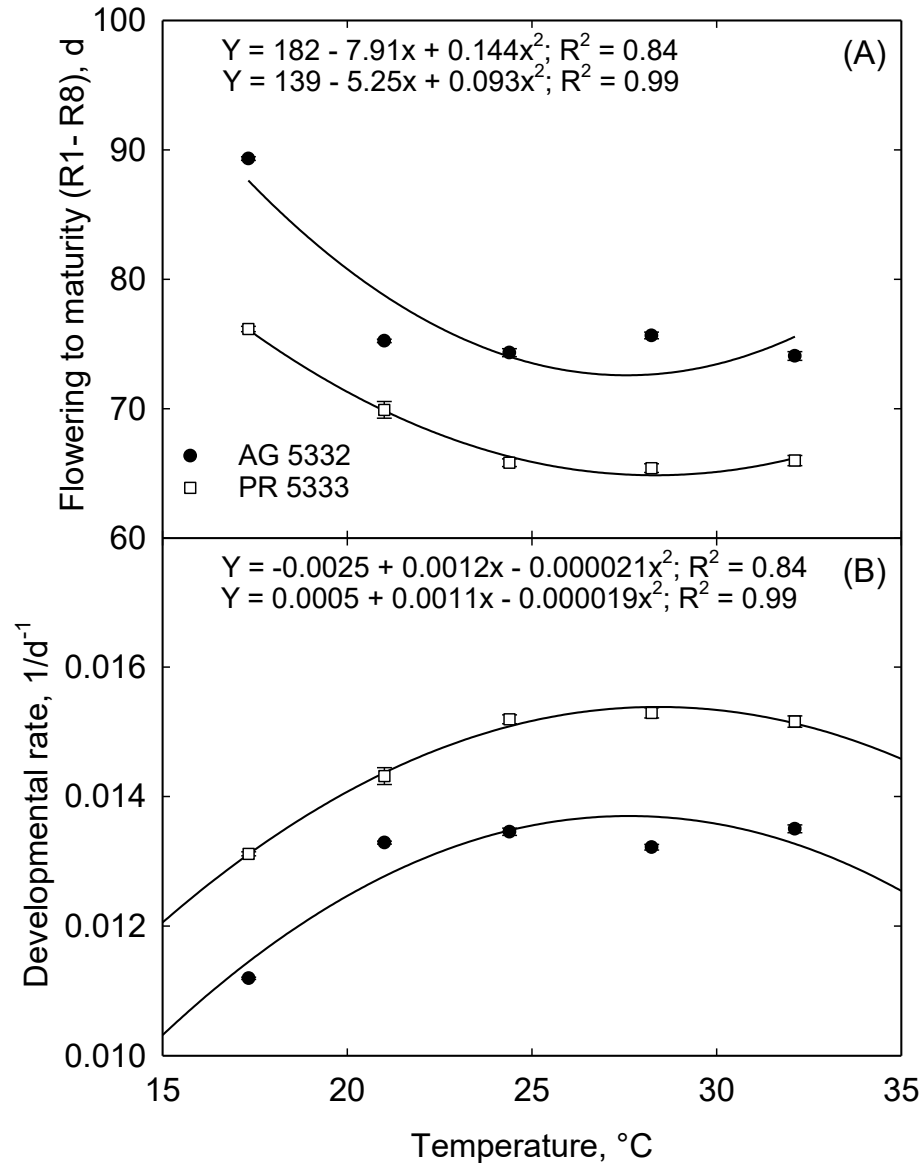 100
90
80
70
60
Flowering to maturity (R1- R8), d
Y = 182 - 7.91x + 0.144x²; R² = 0.84
Y = 139 - 5.25x + 0.093x²; R² = 0.99
(A)
AG 5332
PR 5333
Y = -0.0025 + 0.0012x - 0.000021x²; R² = 0.84
Y = 0.0005 + 0.0011x - 0.000019x²; R² = 0.99
(B)
0.016
0.014
0.012
0.010
Developmental rate, 1/d⁻¹
15 20 25 30 35
Temperature, °C